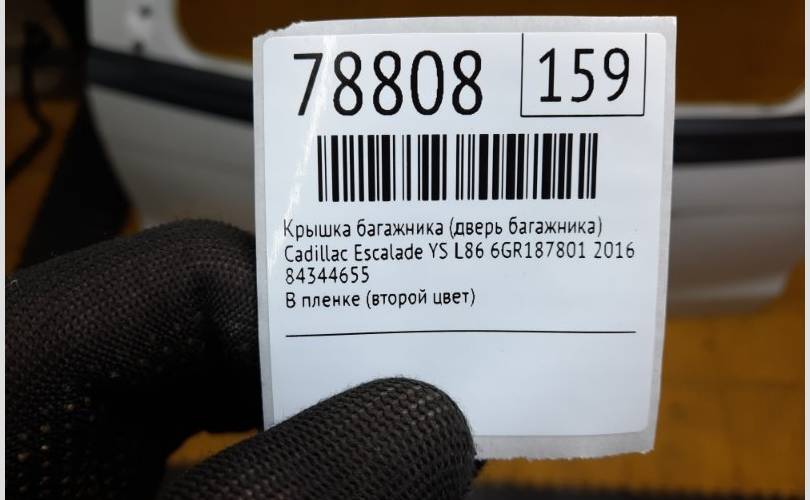 78808
159
Крышка багажника (дверь багажника)
Cadillac Escalade YS L86 6GR187801 2016
84344655
В пленке (второй цвет)